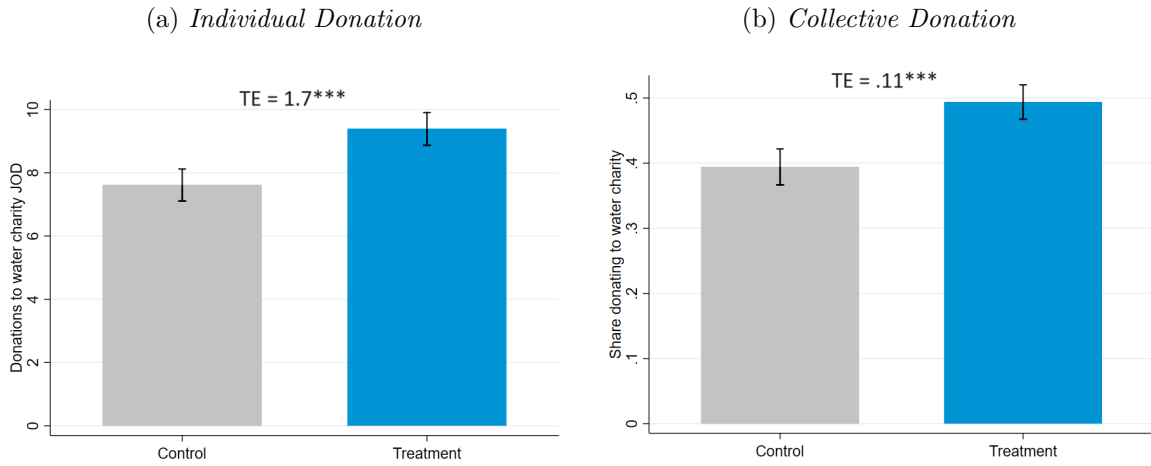 (a) Individual Donation
TE = 1.7***
Donations to water charity JOD
10
8
6
4
2
0
Control
Treatment
(b) Collective Donation
TE = .11***
Share donating to water charity
.5
.4
.3
.2
.1
0
Control
Treatment